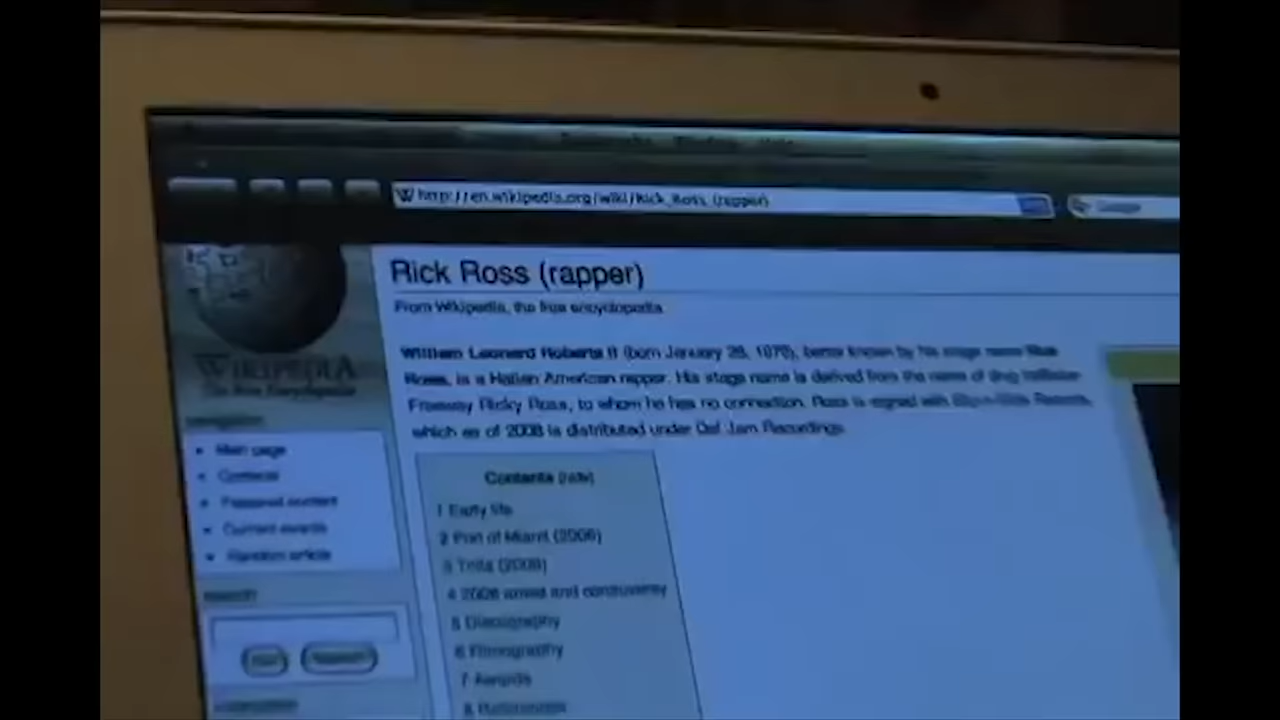 http://en.wikipedia.org/wiki/Rick_Ross_(rapper)
Google
Rick Ross (rapper)
From Wikipedia, the free encyclopedia
William Leonard Roberts II (born January 28, 1976), better known by his stage name Rick
Ross, is a Haitian American rapper. His stage name is derived from the name of drug trafficker
Freeway Ricky Ross, to whom he has no connection. Ross is signed with
which as of 2008 is distributed under Def Jam Recordings.
WIKIPEDIA
The Free Encyclopedia
navigation
Main page
Contents
Featured content
Current events
Random article
search
Contents [hide]
1 Early life
2 Port of Miami (2006)
3 Trilla (2008)
4 2008 arrest and controversy
5 Discography
6 Filmography
7 Awards
8 References